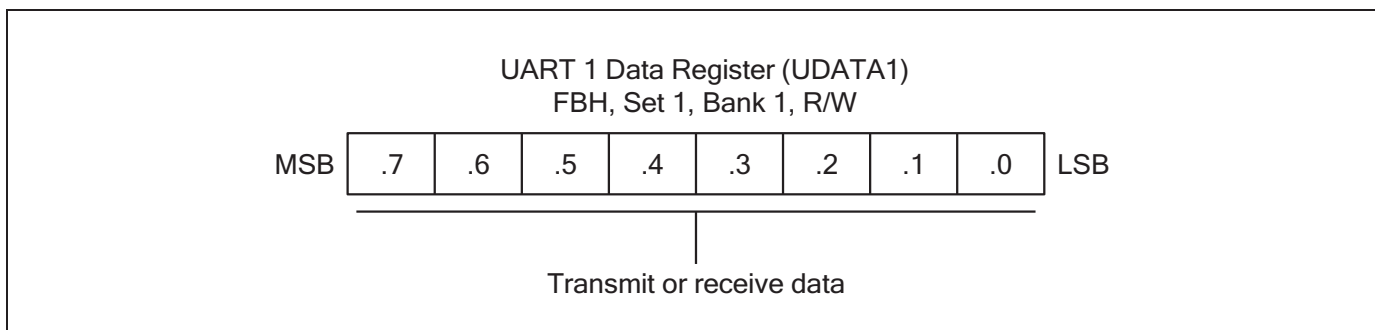 UART 1 Data Register (UDATA1)
FBH, Set 1, Bank 1, R/W
MSB .7 .6 .5 .4 .3 .2 .1 .0 LSB
Transmit or receive data